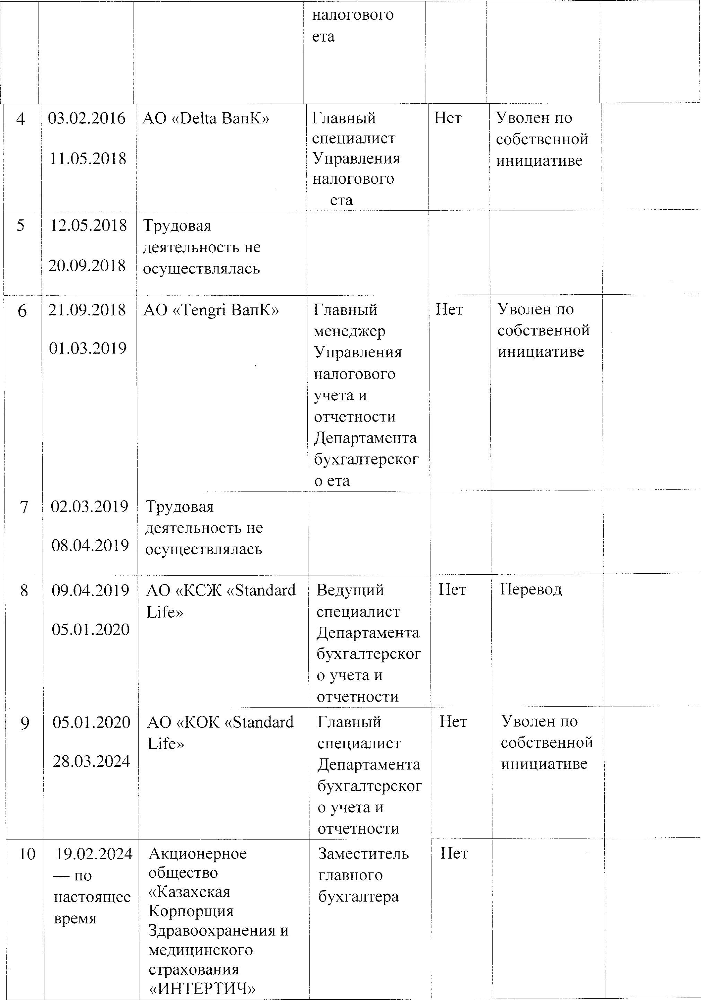 налогового
ета
4
03.02.2016
11.05.2018
АО «Delta ВапК»
Главный
специалист
Управления
налогового
ета
Нет
Уволен по
собственной
инициативе
5
12.05.2018
20.09.2018
Трудовая
деятельность не
осуществлялась
6
21.09.2018
01.03.2019
АО «Tengri ВапК»
Главный
менеджер
Управления
налогового
учета и
отчетности
Департамента
бухгалтерског
о ета
Нет
Уволен по
собственной
инициативе
7
02.03.2019
08.04.2019
Трудовая
деятельность не
осуществлялась
8
09.04.2019
05.01.2020
АО «КСЖ «Standard
Life»
Ведущий
специалист
Департамента
бухгалтерског
о учета и
отчетности
Нет
Перевод
9
05.01.2020
28.03.2024
АО «КОК «Standard
Life»
Главный
специалист
Департамента
бухгалтерског
о учета и
отчетности
Нет
Уволен по
собственной
инициативе
10
19.02.2024
— по
настоящее
время
Акционерное
общество
«Казахская
Корпорщия
Здравоохранения и
медицинского
страхования
«ИНТЕРТИЧ»
Заместитель
главного
бухгалтера
Нет